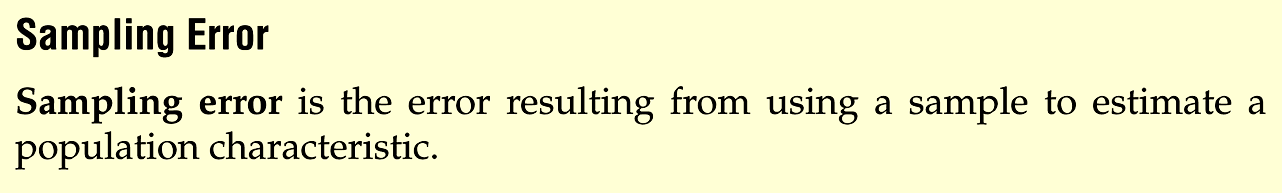 Sampling Error
Sampling error is the error resulting from using a sample to estimate a
population characteristic.